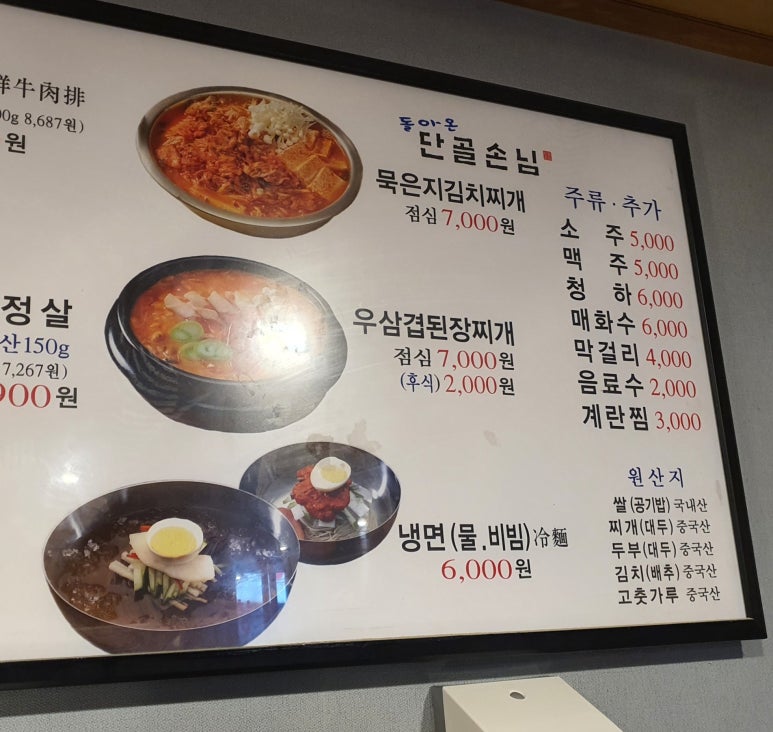 牛肉排
8,687원)
원
정살
산150g
7,267원)
900원
돌아온
단골손님
묵은지김치찌개
점심 7,000원
우삼겹된장찌개
점심 7,000원
(후식) 2,000원
냉면(물.비빔)冷麵
6,000원
주류·추가
소 주 5,000
맥 주 5,000
청 하 6,000
매화수 6,000
막걸리 4,000
음료수 2,000
계란찜 3,000
원산지
쌀(공기밥) 국내산
찌개(대두) 중국산
두부(대두) 중국산
김치(배추) 중국산
고춧가루 중국산